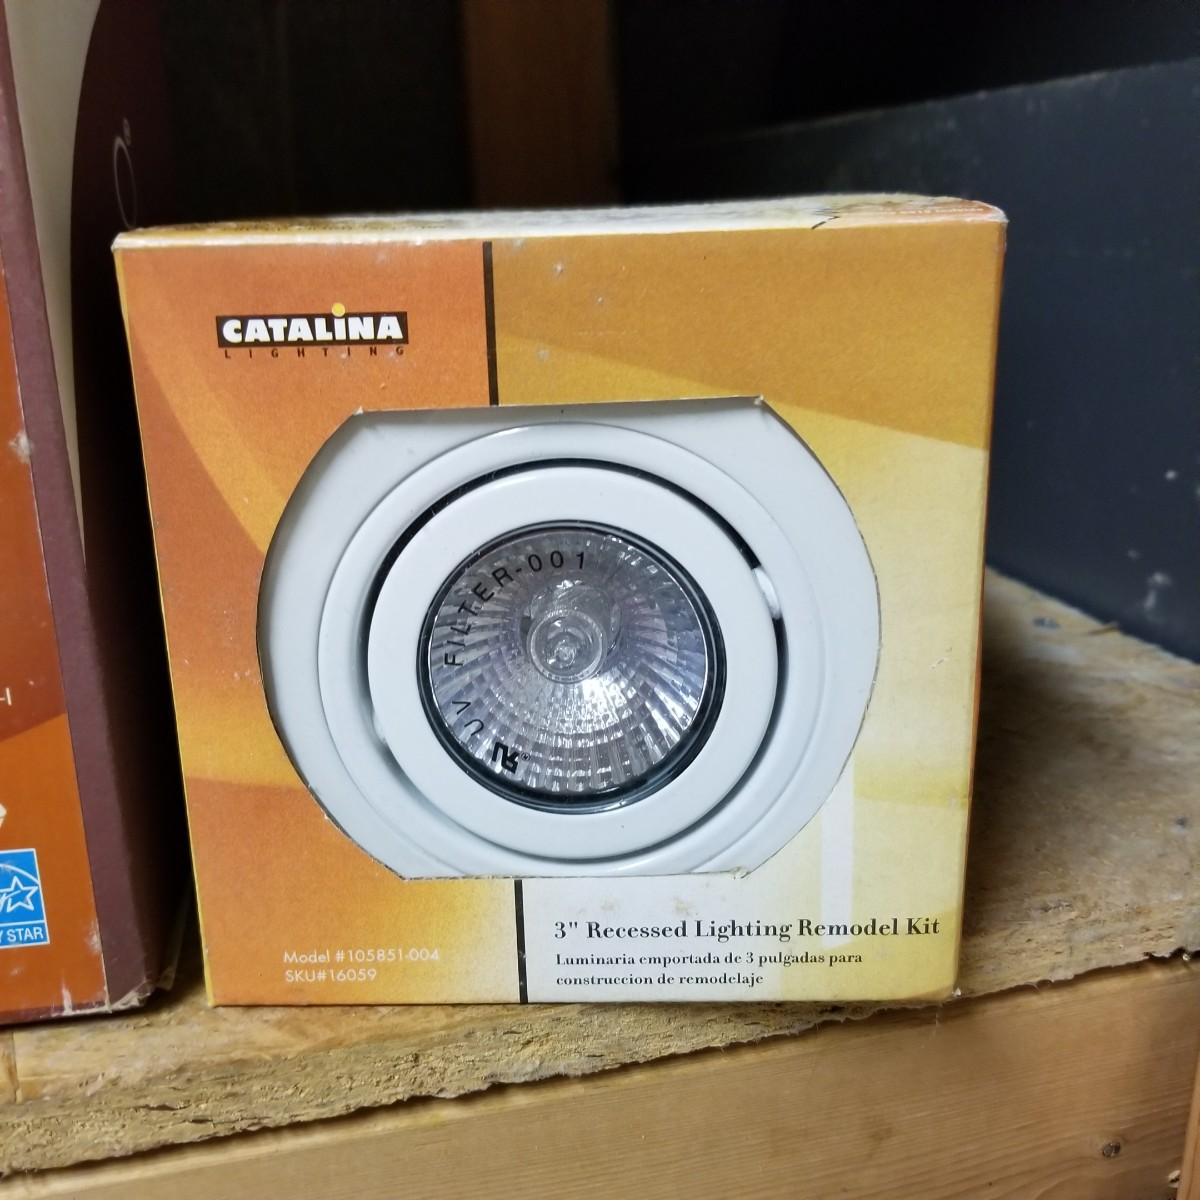 CATALINA
LIGHTING
UV FILTER-001
Model #105851-004
SKU#16059
3" Recessed Lighting Remodel Kit
Luminaria emportada de 3 pulgadas para
construccion de remodelaje
STAR